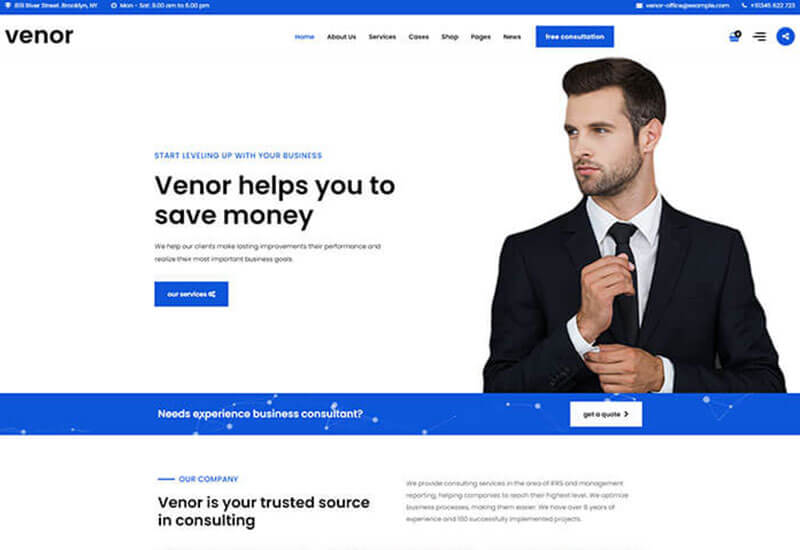 819 River Street. Brooklyn, NY
Mon - Sat: 9.00 am to 6.00 pm
venor-office@example.com
+91345 622 723
venor
Home
About Us
Services
Cases
Shop
Pages
News
free consultation
START LEVELING UP WITH YOUR BUSINESS
Venor helps you to
save money
We help our clients make lasting improvements their performance and
realize their most important business goals.
our services
Needs experience business consultant?
get a quote
OUR COMPANY
Venor is your trusted source
in consulting
We provide consulting services in the area of IFRS and management
reporting, helping companies to reach their highest level. We optimize
business processes, making them easier. We have over 8 years of
experience and 150 successfully implemented projects.